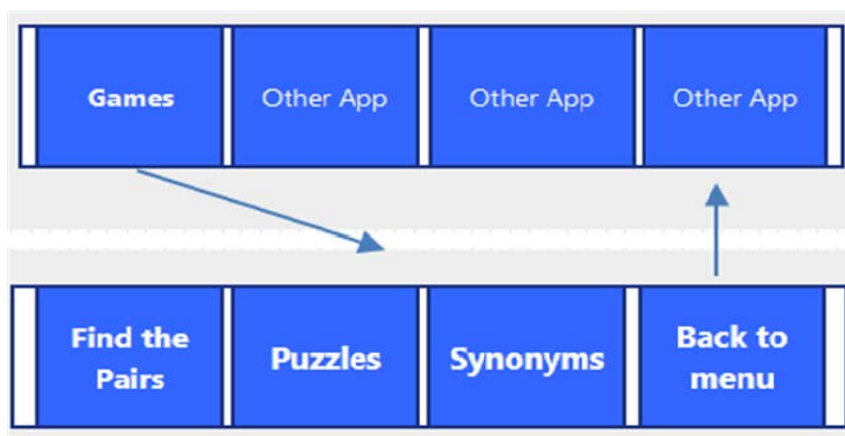 Games
Other App
Other App
Other App
Find the
Pairs
Puzzles
Synonyms
Back to
menu